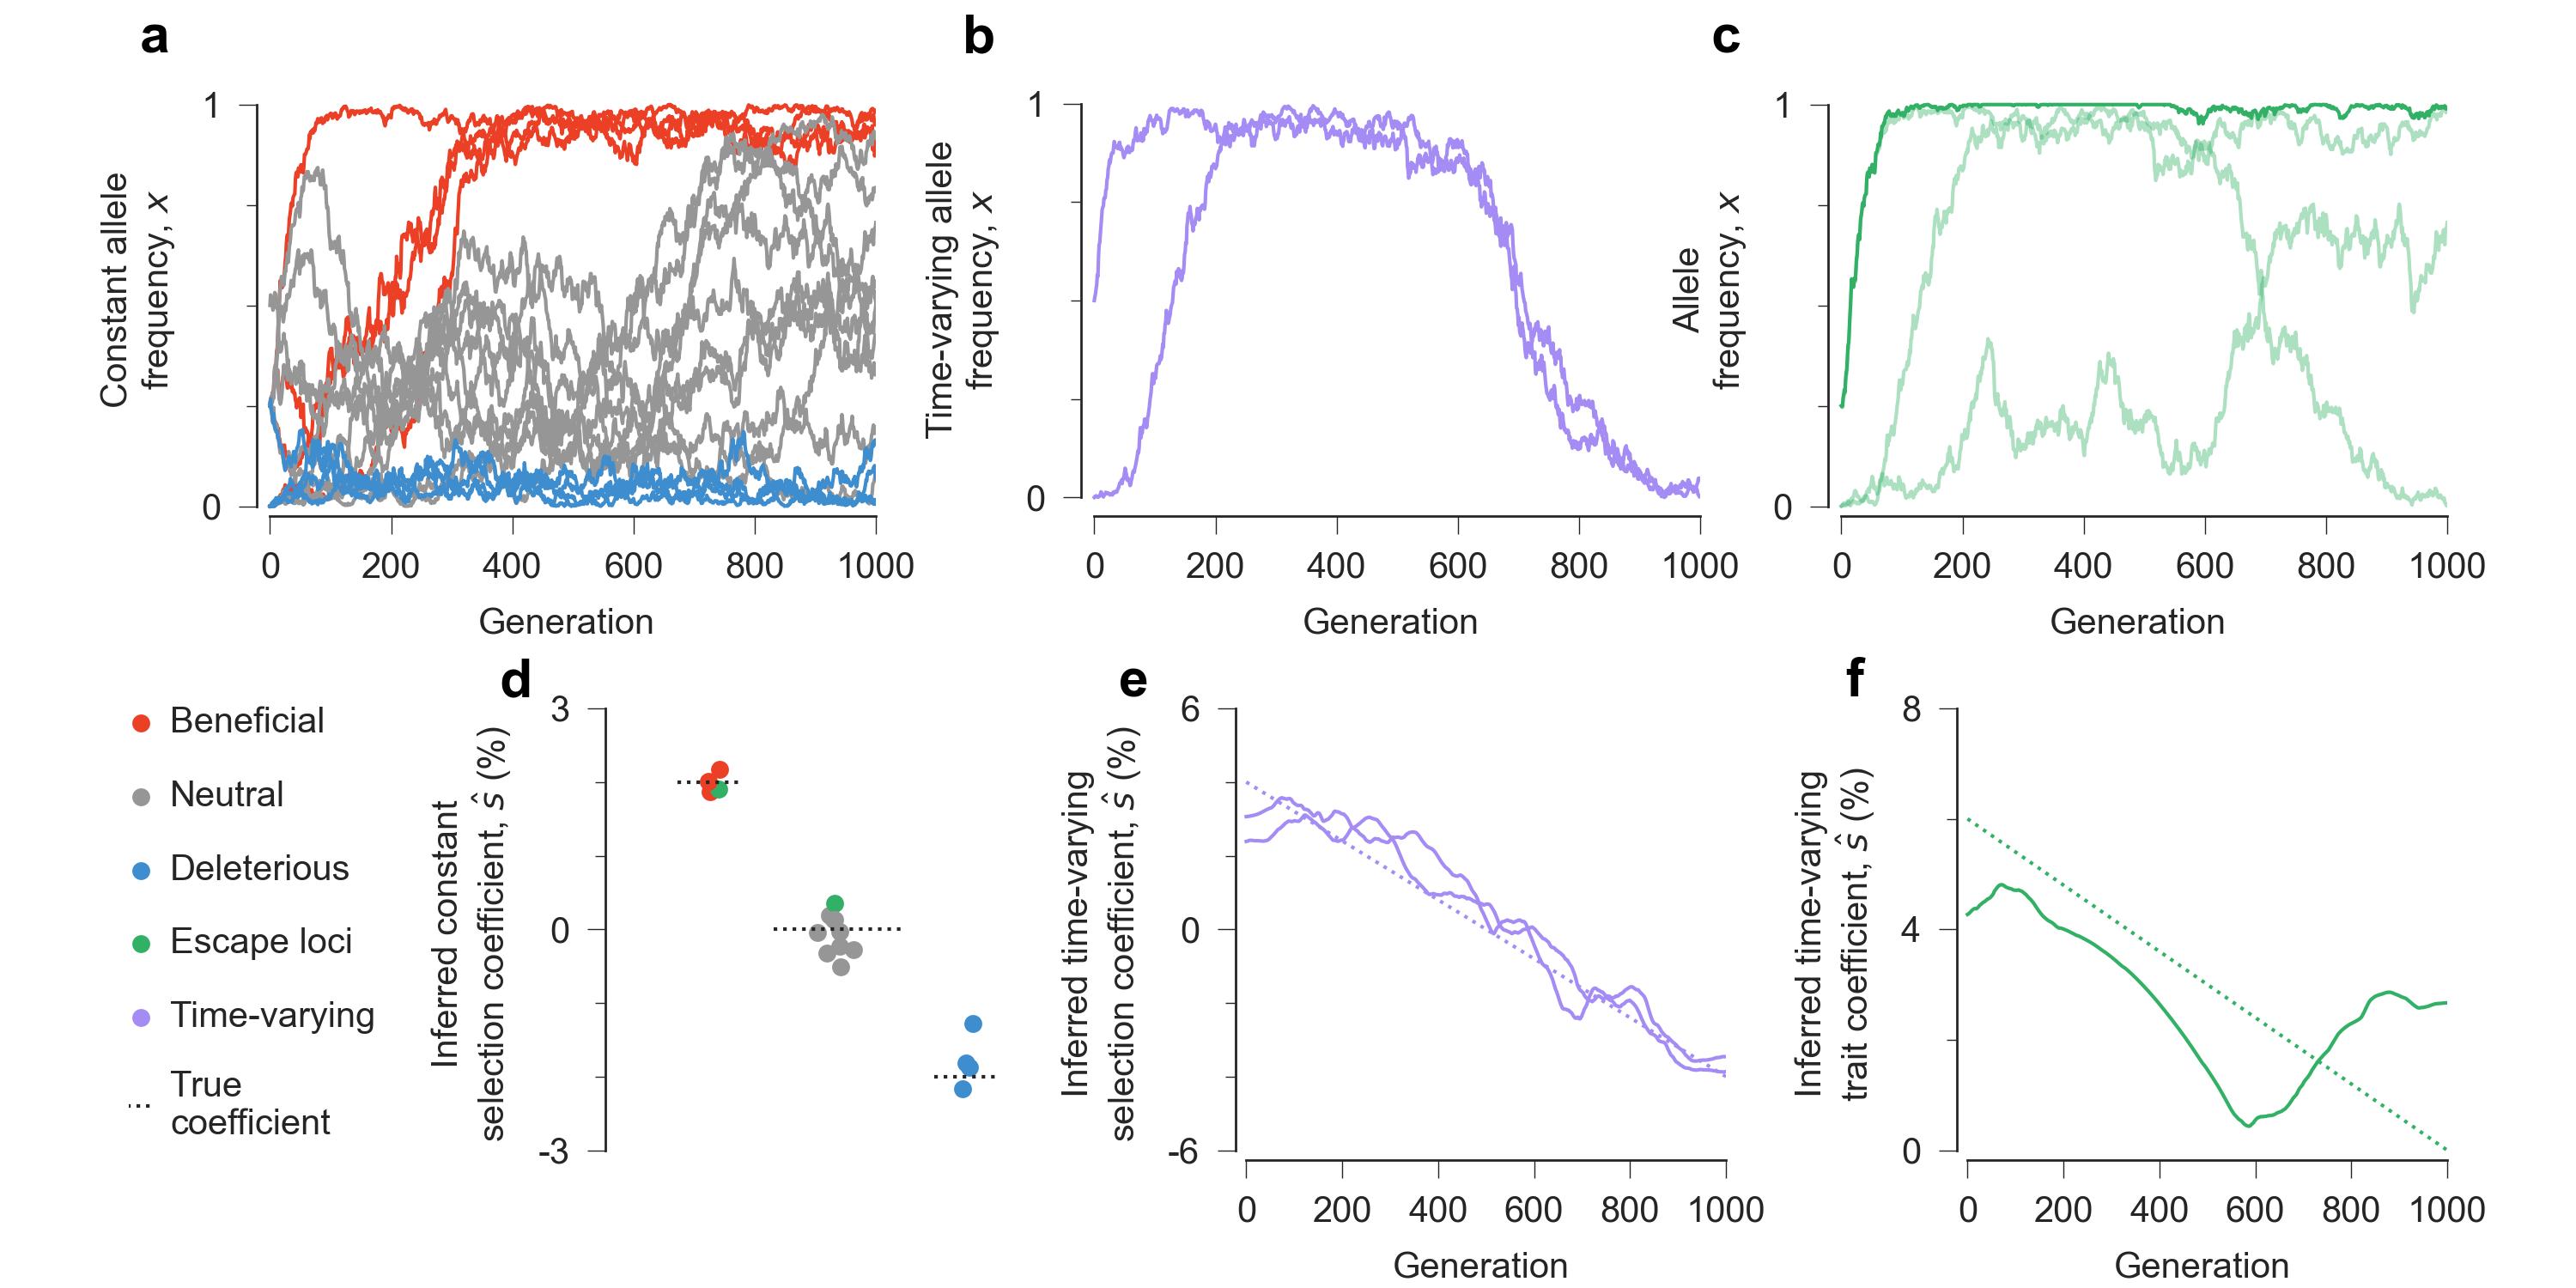 a
1
0
Constant allele
frequency, x
0 200 400 600 800 1000
Generation
b
1
0
Time-varying allele
frequency, x
0 200 400 600 800 1000
Generation
c
1
0
Allele
frequency, x
0 200 400 600 800 1000
Generation
Beneficial
Neutral
Deleterious
Escape loci
Time-varying
True
coefficient
d
3
0
-3
Inferred constant
selection coefficient, ŝ (%)
e
6
0
-6
Inferred time-varying
selection coefficient, ŝ (%)
0 200 400 600 800 1000
Generation
f
8
4
0
Inferred time-varying
trait coefficient, ŝ (%)
0 200 400 600 800 1000
Generation